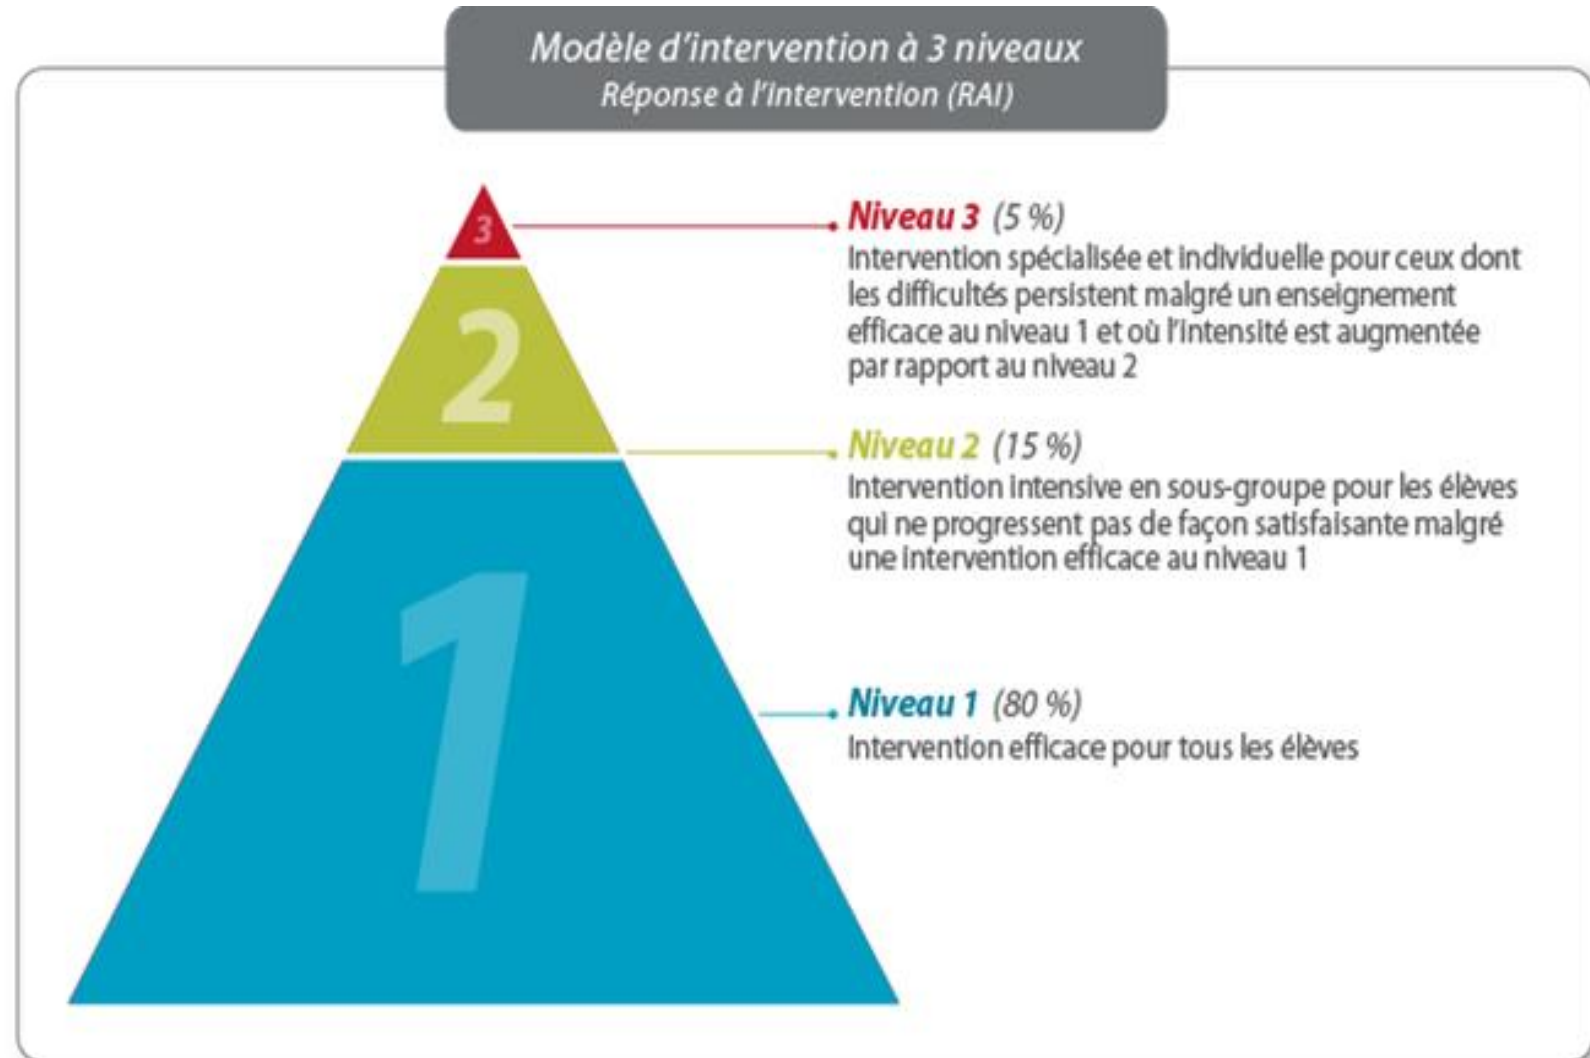 Modèle d'intervention à 3 niveaux
Réponse à l'intervention (RAI)
3
Niveau 3 (5 %)
Intervention spécialisée et individuelle pour ceux dont
les difficultés persistent malgré un enseignement
efficace au niveau 1 et où l'intensité est augmentée
par rapport au niveau 2
2
Niveau 2 (15 %)
Intervention intensive en sous-groupe pour les élèves
qui ne progressent pas de façon satisfaisante malgré
une intervention efficace au niveau 1
1
Niveau 1 (80 %)
Intervention efficace pour tous les élèves